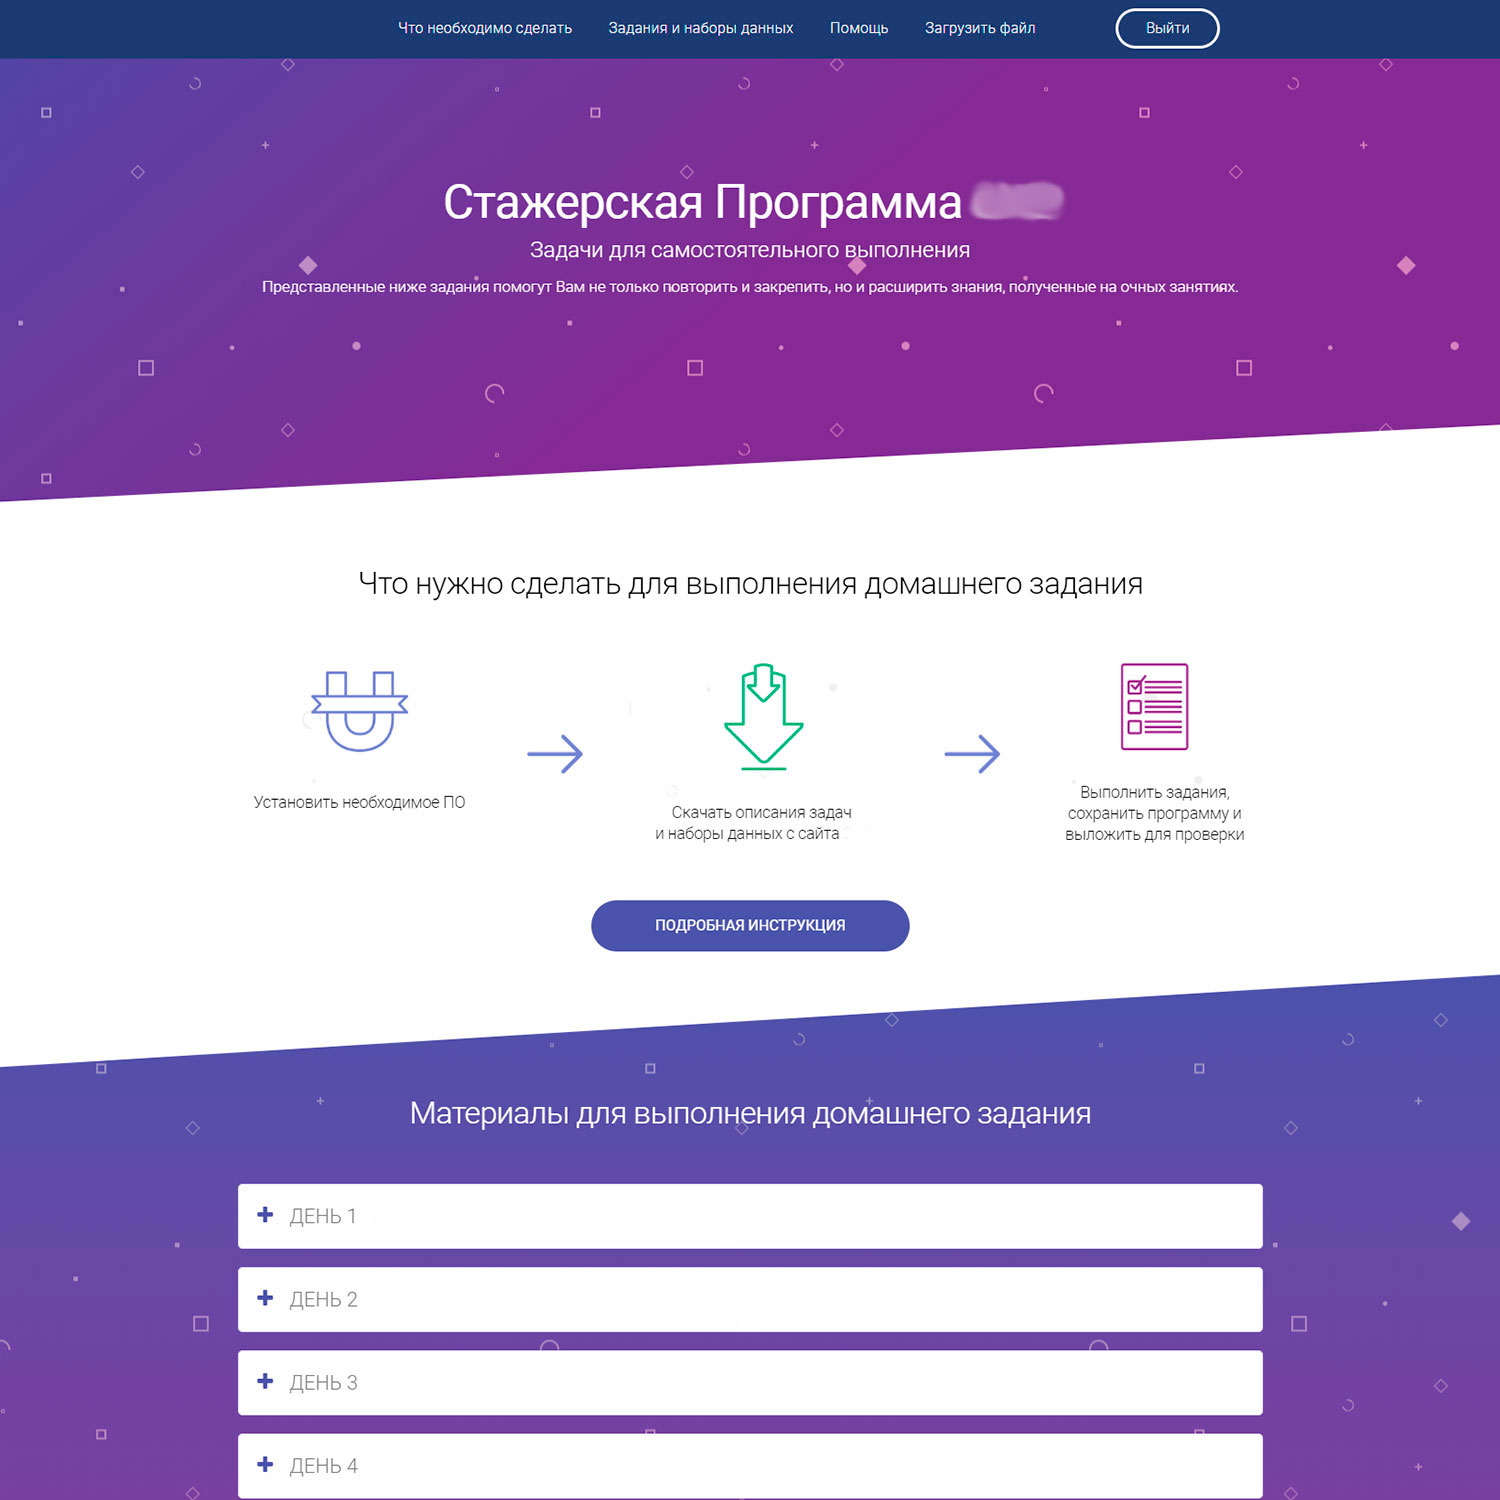 Что необходимо сделать
Задания и наборы данных
Помощь
Загрузить файл
Выйти
Стажерская Программа
Задачи для самостоятельного выполнения
Представленные ниже задания помогут Вам не только повторить и закрепить, но и расширить знания, полученные на очных занятиях.
Что нужно сделать для выполнения домашнего задания
Установить необходимое ПО
Скачать описания задач
и наборы данных с сайта
Выполнить задания,
сохранить программу и
выложить для проверки
ПОДРОБНАЯ ИНСТРУКЦИЯ
Материалы для выполнения домашнего задания
ДЕНЬ 1
ДЕНЬ 2
ДЕНЬ 3
ДЕНЬ 4